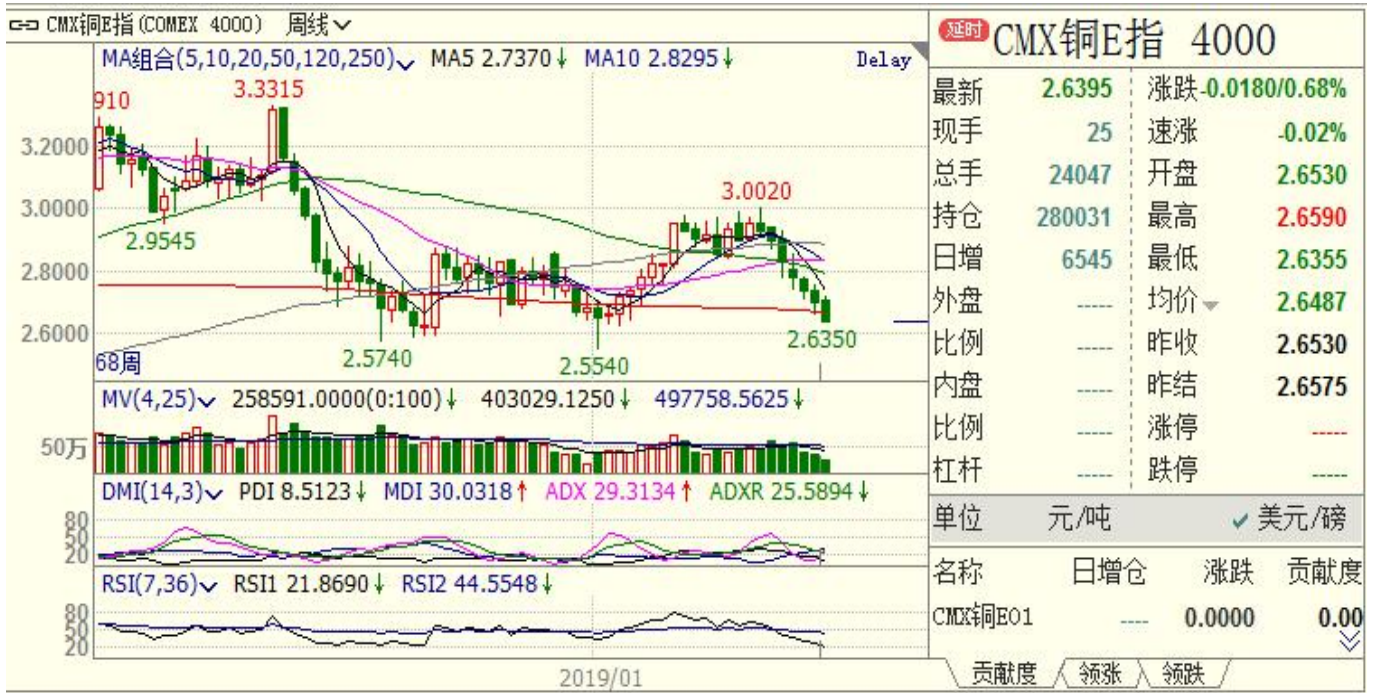 CMX铜E指(COMEX 4000) 周线
MA组合(5,10,20,50,120,250) MA5 2.7370↓ MA10 2.8295↓ Delay
910
3.3315
3.2000
3.0000
2.8000
2.6000
2.9545
3.0020
2.5740
2.5540
2.6350
68周
MV(4,25) 258591.0000(0:100)↓ 403029.1250↓ 497758.5625↓
50万
DMI(14,3) PDI 8.5123↓ MDI 30.0318↑ ADX 29.3134↑ ADXR 25.5894↓
80
50
20
RSI(7,36) RSI1 21.8690↓ RSI2 44.5548↓
80
50
20
2019/01
延时 CMX铜E指 4000
最新 2.6395 涨跌 -0.0180/0.68%
现手 25 速涨 -0.02%
总手 24047 开盘 2.6530
持仓 280031 最高 2.6590
日增 6545 最低 2.6355
外盘 ----- 均价 2.6487
比例 ----- 昨收 2.6530
内盘 ----- 昨结 2.6575
比例 ----- 涨停 -----
杠杆 ----- 跌停 -----
单位 元/吨 ✓ 美元/磅
名称 日增仓 涨跌 贡献度
CMX铜E01 ---- 0.0000 0.00
贡献度 领涨 领跌